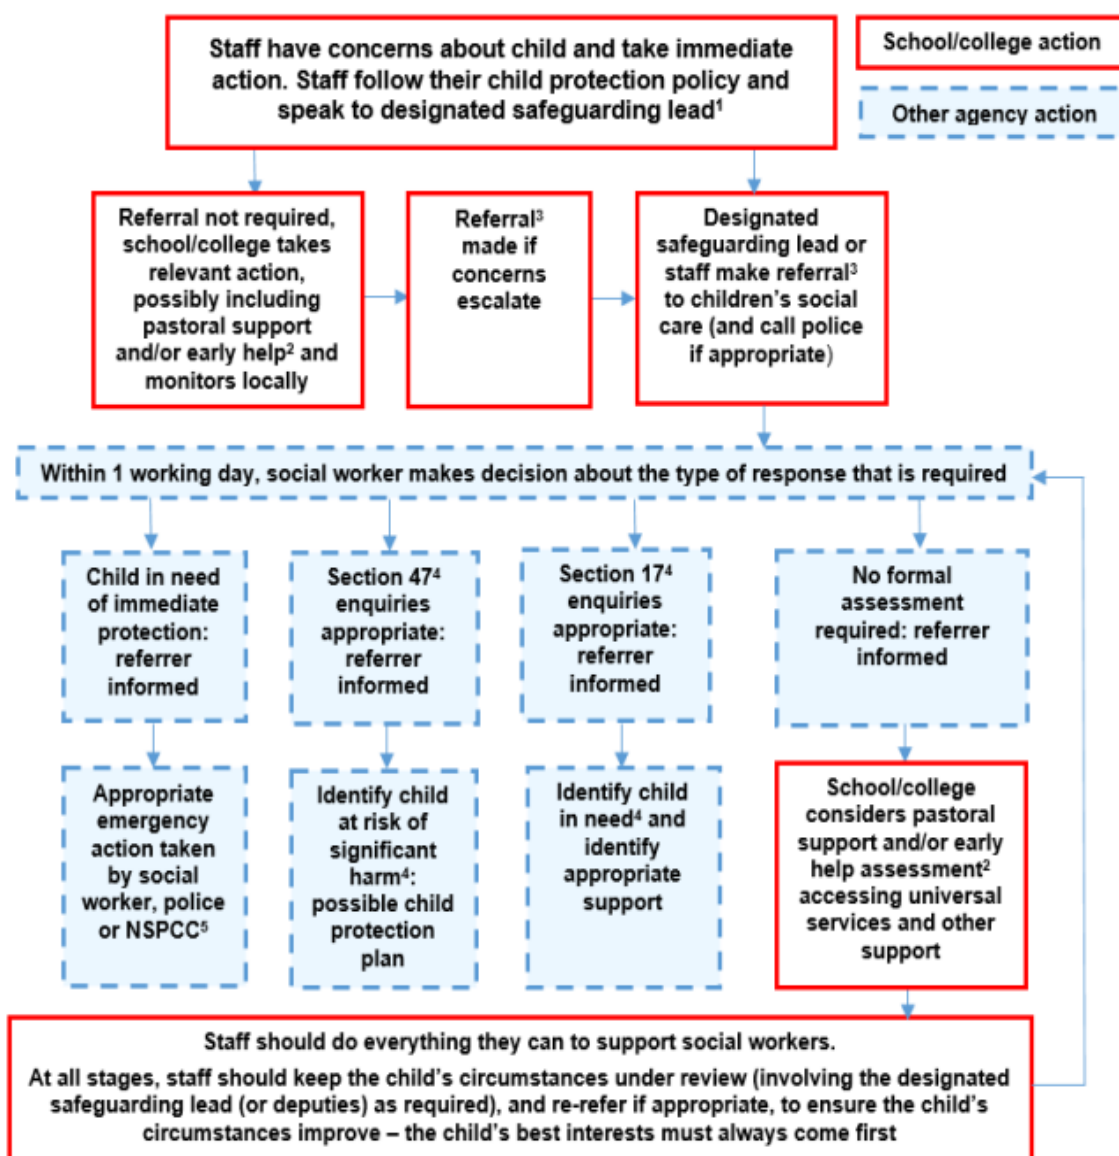 Staff have concerns about child and take immediate
action. Staff follow their child protection policy and
speak to designated safeguarding lead¹
School/college action
Other agency action
Referral not required,
school/college takes
relevant action,
possibly including
pastoral support
and/or early help² and
monitors locally
Referral³
made if
concerns
escalate
Designated
safeguarding lead or
staff make referral³
to children's social
care (and call police
if appropriate)
Within 1 working day, social worker makes decision about the type of response that is required
Child in need
of immediate
protection:
referrer
informed
Section 47⁴
enquiries
appropriate:
referrer
informed
Section 17⁴
enquiries
appropriate:
referrer
informed
No formal
assessment
required: referrer
informed
Appropriate
emergency
action taken
by social
worker, police
or NSPCC⁵
Identify child
at risk of
significant
harm⁴:
possible child
protection
plan
Identify child
in need⁴ and
identify
appropriate
support
School/college
considers pastoral
support and/or early
help assessment²
accessing universal
services and other
support
Staff should do everything they can to support social workers.
At all stages, staff should keep the child's circumstances under review (involving the designated
safeguarding lead (or deputies) as required), and re-refer if appropriate, to ensure the child's
circumstances improve – the child's best interests must always come first